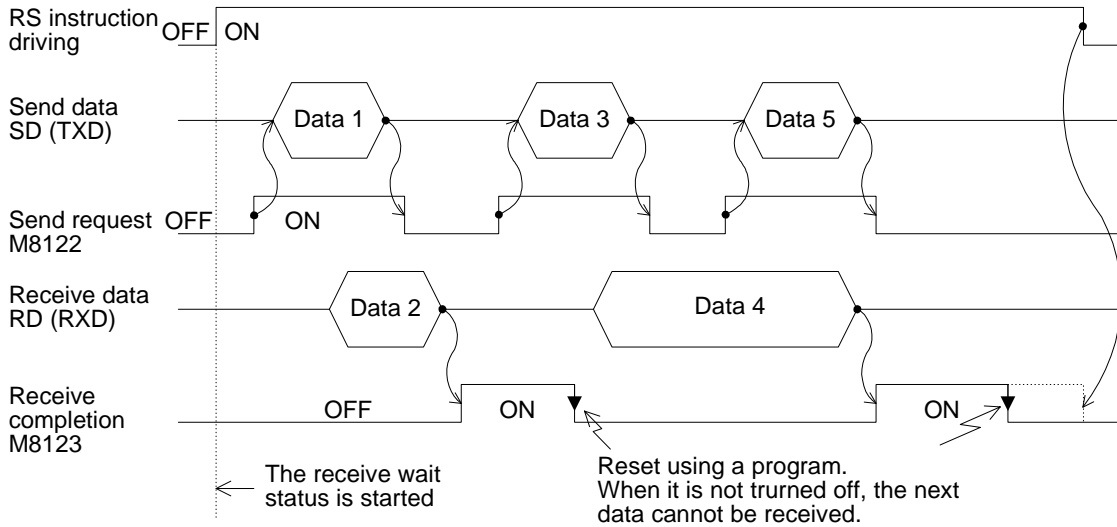 RS instruction
driving
OFF
ON
Send data
SD (TXD)
Data 1
Data 3
Data 5
Send request
M8122
OFF
ON
Receive data
RD (RXD)
Data 2
Data 4
Receive
completion
M8123
OFF
ON
ON
The receive wait
status is started
Reset using a program.
When it is not trurned off, the next
data cannot be received.